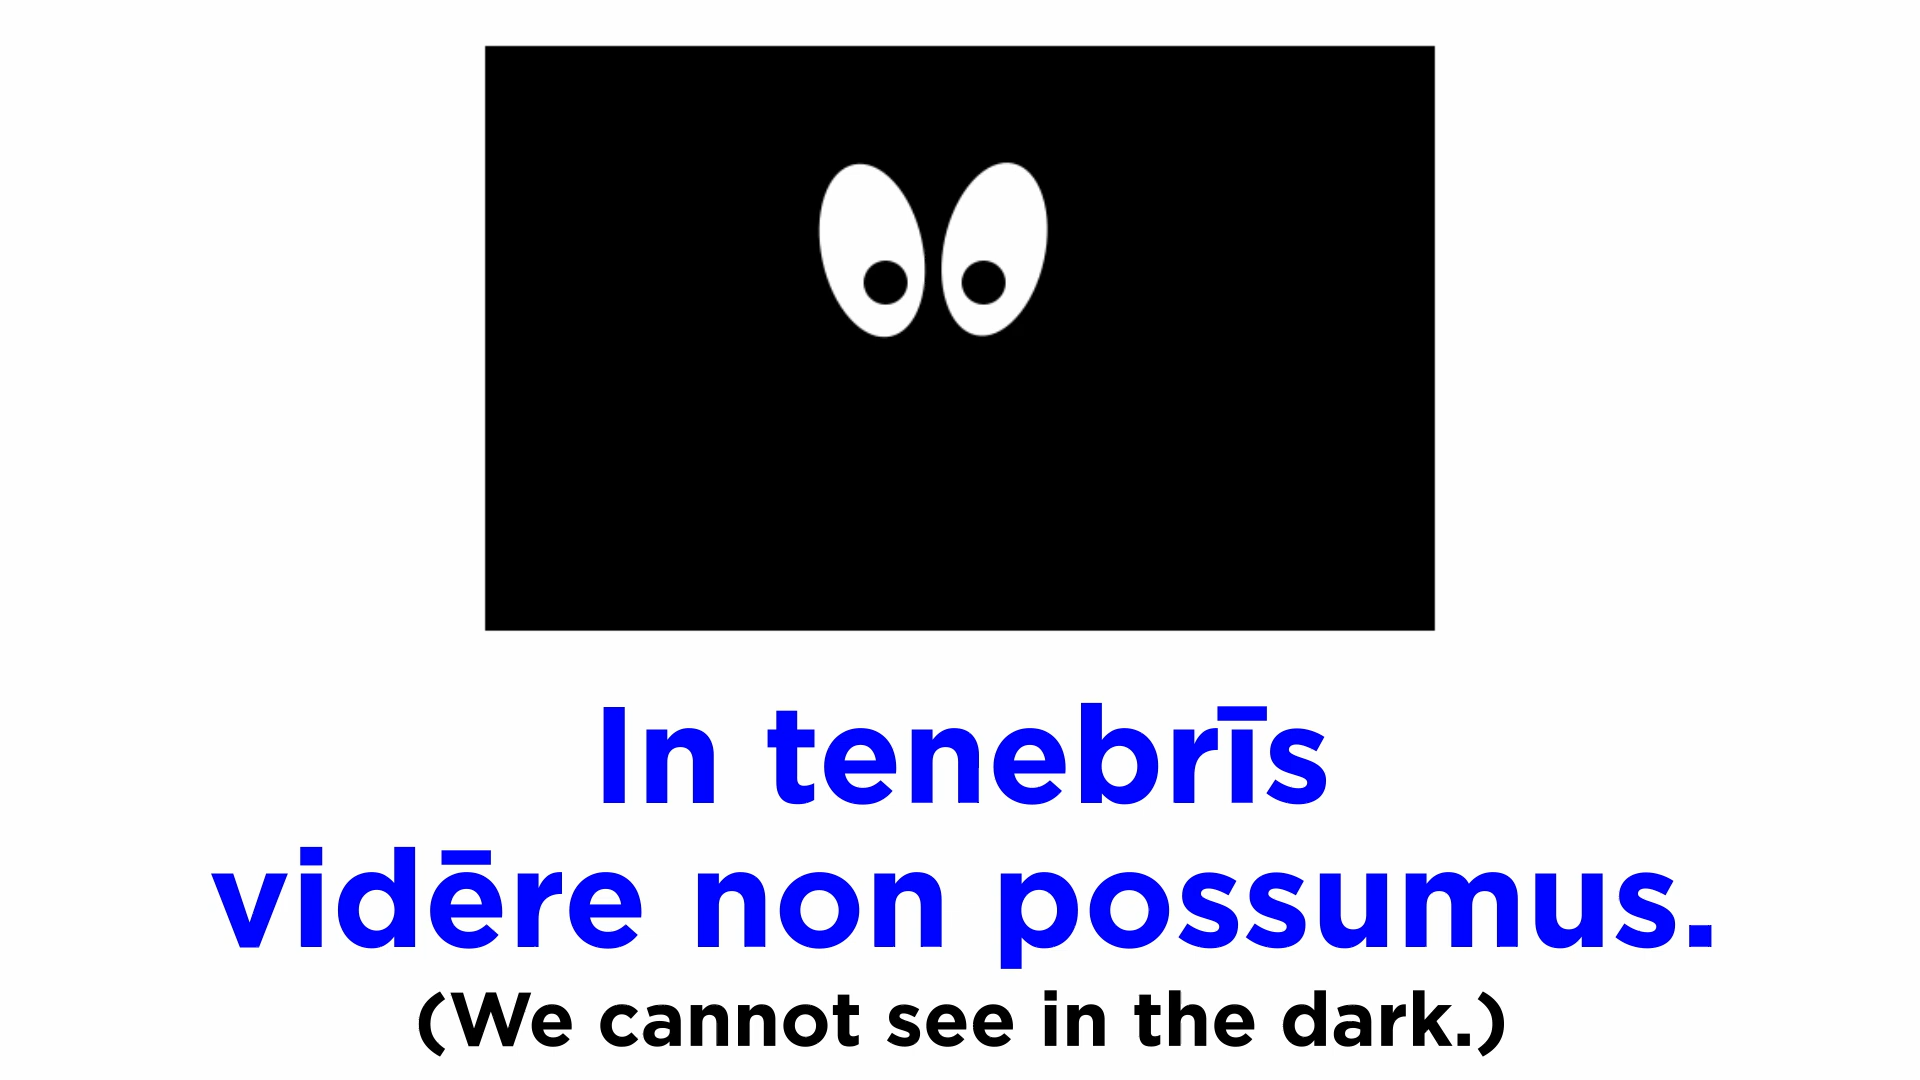 In tenebrīs
vidēre non possumus.
(We cannot see in the dark.)